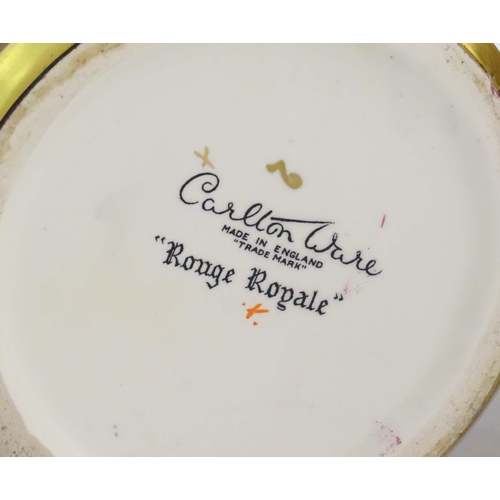 Carlton Ware
MADE IN ENGLAND
"TRADE MARK"
"Rouge Royale"